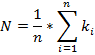 N = 1/n * ∑_{i=1}^{n} k_i